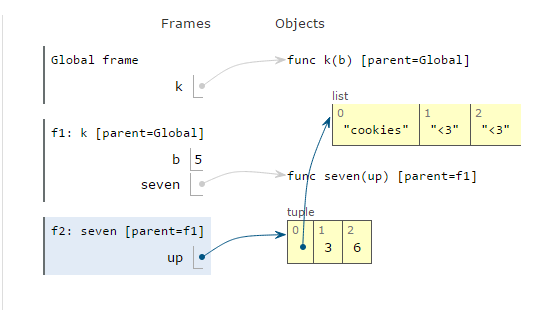 Frames Objects
Global frame
k
func k(b) [parent=Global]
list
0 1 2
"cookies" "<3" "<3"
f1: k [parent=Global]
b 5
seven
func seven(up) [parent=f1]
f2: seven [parent=f1]
up
tuple
0 1 2
3 6